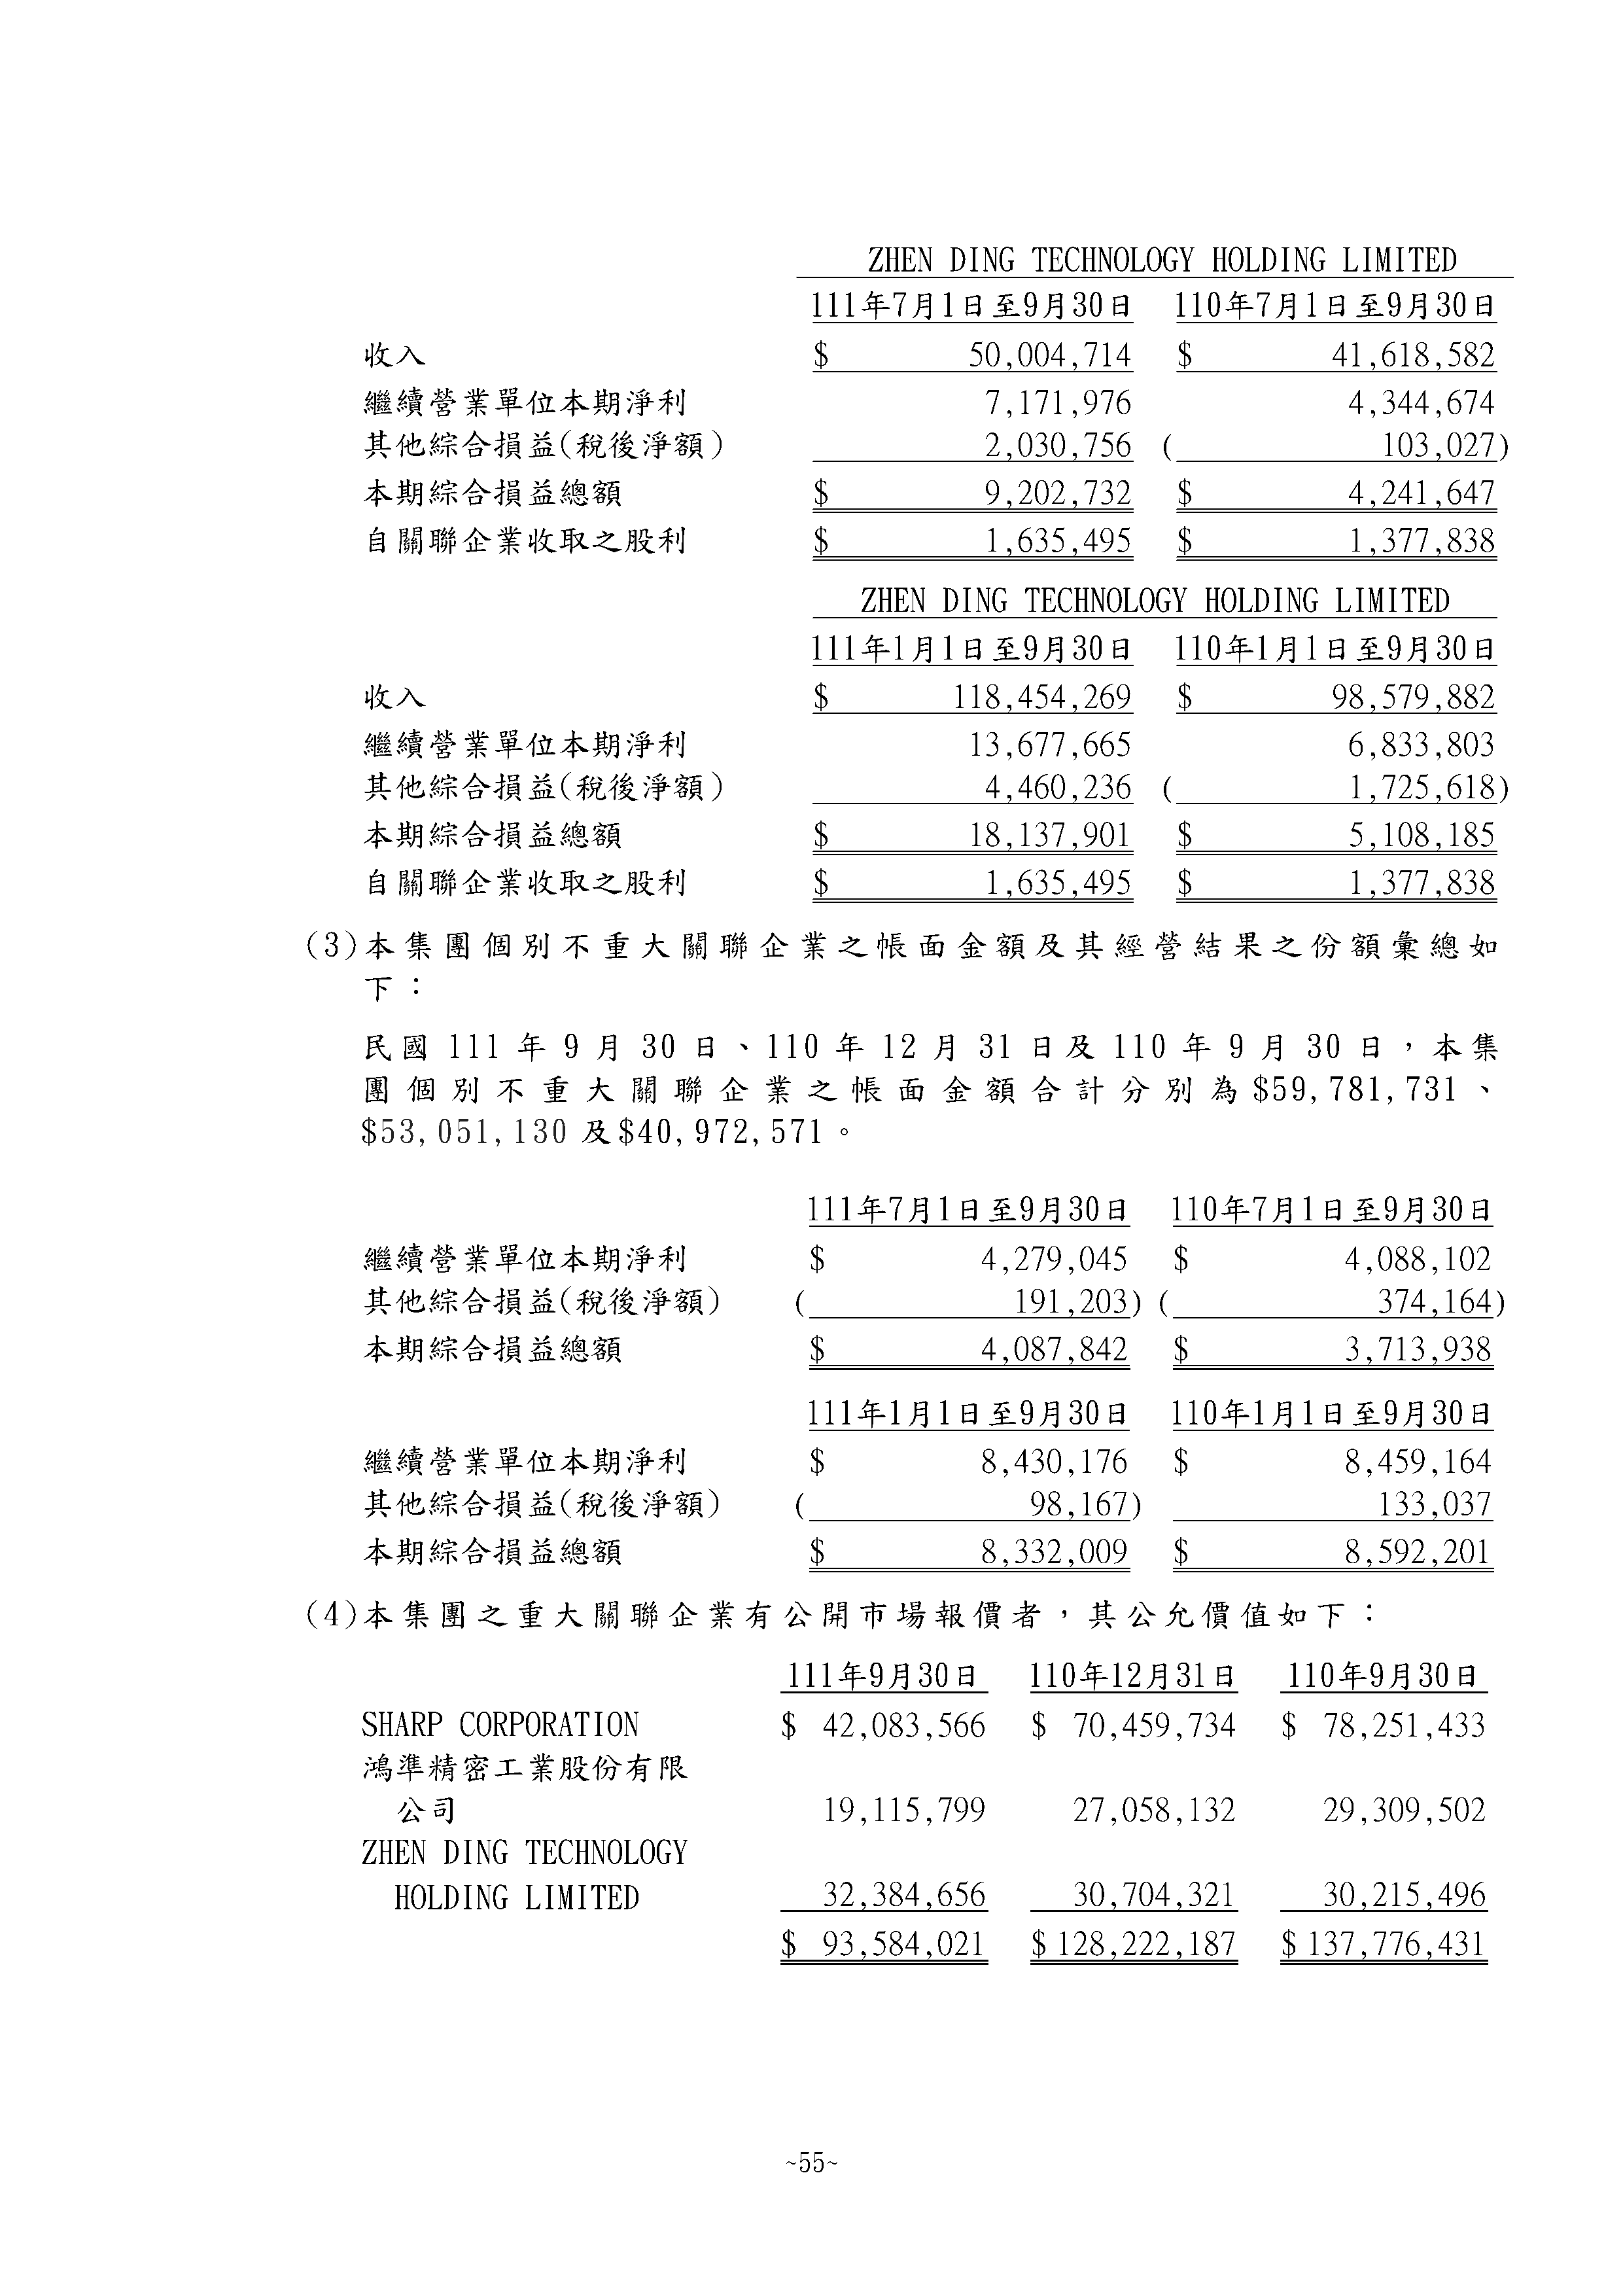 ZHEN DING TECHNOLOGY HOLDING LIMITED
111年7月1日至9月30日 110年7月1日至9月30日
收入 $ 50,004,714 $ 41,618,582
繼續營業單位本期淨利 7,171,976 4,344,674
其他綜合損益(稅後淨額) 2,030,756 ( 103,027)
本期綜合損益總額 $ 9,202,732 $ 4,241,647
自關聯企業收取之股利 $ 1,635,495 $ 1,377,838
ZHEN DING TECHNOLOGY HOLDING LIMITED
111年1月1日至9月30日 110年1月1日至9月30日
收入 $ 118,454,269 $ 98,579,882
繼續營業單位本期淨利 13,677,665 6,833,803
其他綜合損益(稅後淨額) 4,460,236 ( 1,725,618)
本期綜合損益總額 $ 18,137,901 $ 5,108,185
自關聯企業收取之股利 $ 1,635,495 $ 1,377,838
(3)本集團個別不重大關聯企業之帳面金額及其經營結果之份額彙總如
下：
民國 111 年 9 月 30 日、110 年 12 月 31 日及 110 年 9 月 30 日，本集
團個別不重大關聯企業之帳面金額合計分別為$59,781,731、
$53,051,130 及$40,972,571。
111年7月1日至9月30日 110年7月1日至9月30日
繼續營業單位本期淨利 $ 4,279,045 $ 4,088,102
其他綜合損益(稅後淨額) ( 191,203) ( 374,164)
本期綜合損益總額 $ 4,087,842 $ 3,713,938
111年1月1日至9月30日 110年1月1日至9月30日
繼續營業單位本期淨利 $ 8,430,176 $ 8,459,164
其他綜合損益(稅後淨額) ( 98,167) 133,037
本期綜合損益總額 $ 8,332,009 $ 8,592,201
(4)本集團之重大關聯企業有公開市場報價者，其公允價值如下：
111年9月30日 110年12月31日 110年9月30日
SHARP CORPORATION $ 42,083,566 $ 70,459,734 $ 78,251,433
鴻準精密工業股份有限
公司 19,115,799 27,058,132 29,309,502
ZHEN DING TECHNOLOGY
HOLDING LIMITED 32,384,656 30,704,321 30,215,496
$ 93,584,021 $ 128,222,187 $ 137,776,431
~55~